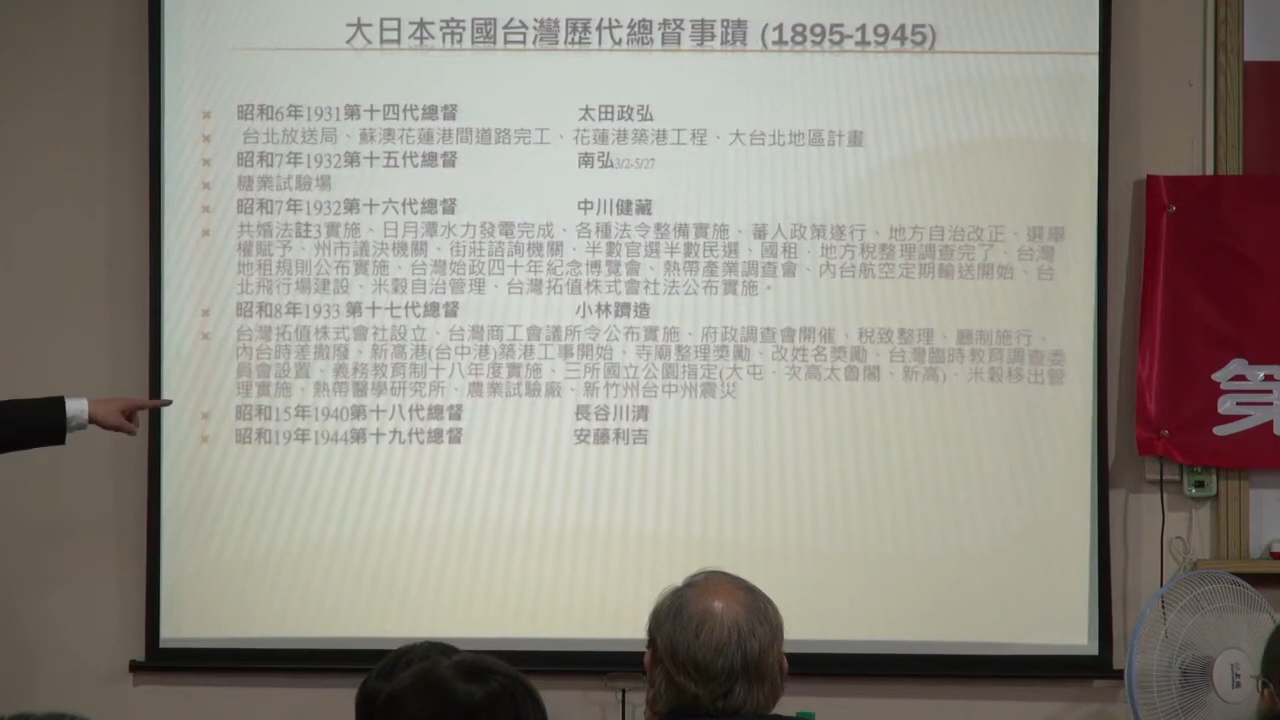 大日本帝國台灣歷代總督事蹟 (1895-1945)
昭和6年1931第十四代總督 太田政弘
台北放送局、蘇澳花蓮港間道路完工、花蓮港築港工程、大台北地區計畫
昭和7年1932第十五代總督 南弘3/2-5/27
糖業試驗場
昭和7年1932第十六代總督 中川健藏
共婚法註3實施、日月潭水力發電完成、各種法令整備實施、蕃人政策遂行、地方自治改正、選舉
權賦予、州市議決機關、街莊諮詢機關、半數官選半數民選、國租．地方稅整理調查完了、台灣
地租規則公布實施、台灣始政四十年紀念博覽會、熱帶產業調查會、內台航空定期輸送開始、台
北飛行場建設、米穀自治管理、台灣拓值株式會社法公布實施。
昭和8年1933 第十七代總督 小林躋造
台灣拓值株式會社設立、台灣商工會議所令公布實施、府政調查會開催、稅致整理、廳制施行、
內台時差撤廢、新高港(台中港)築港工事開始、寺廟整理獎勵、改姓名獎勵、台灣臨時教育調查委
員會設置、義務教育制十八年度實施、三所國立公園指定(大屯、次高太魯閣、新高)、米穀移出管
理實施、熱帶醫學研究所、農業試驗廠、新竹州台中州震災
昭和15年1940第十八代總督 長谷川清
昭和19年1944第十九代總督 安藤利吉
第